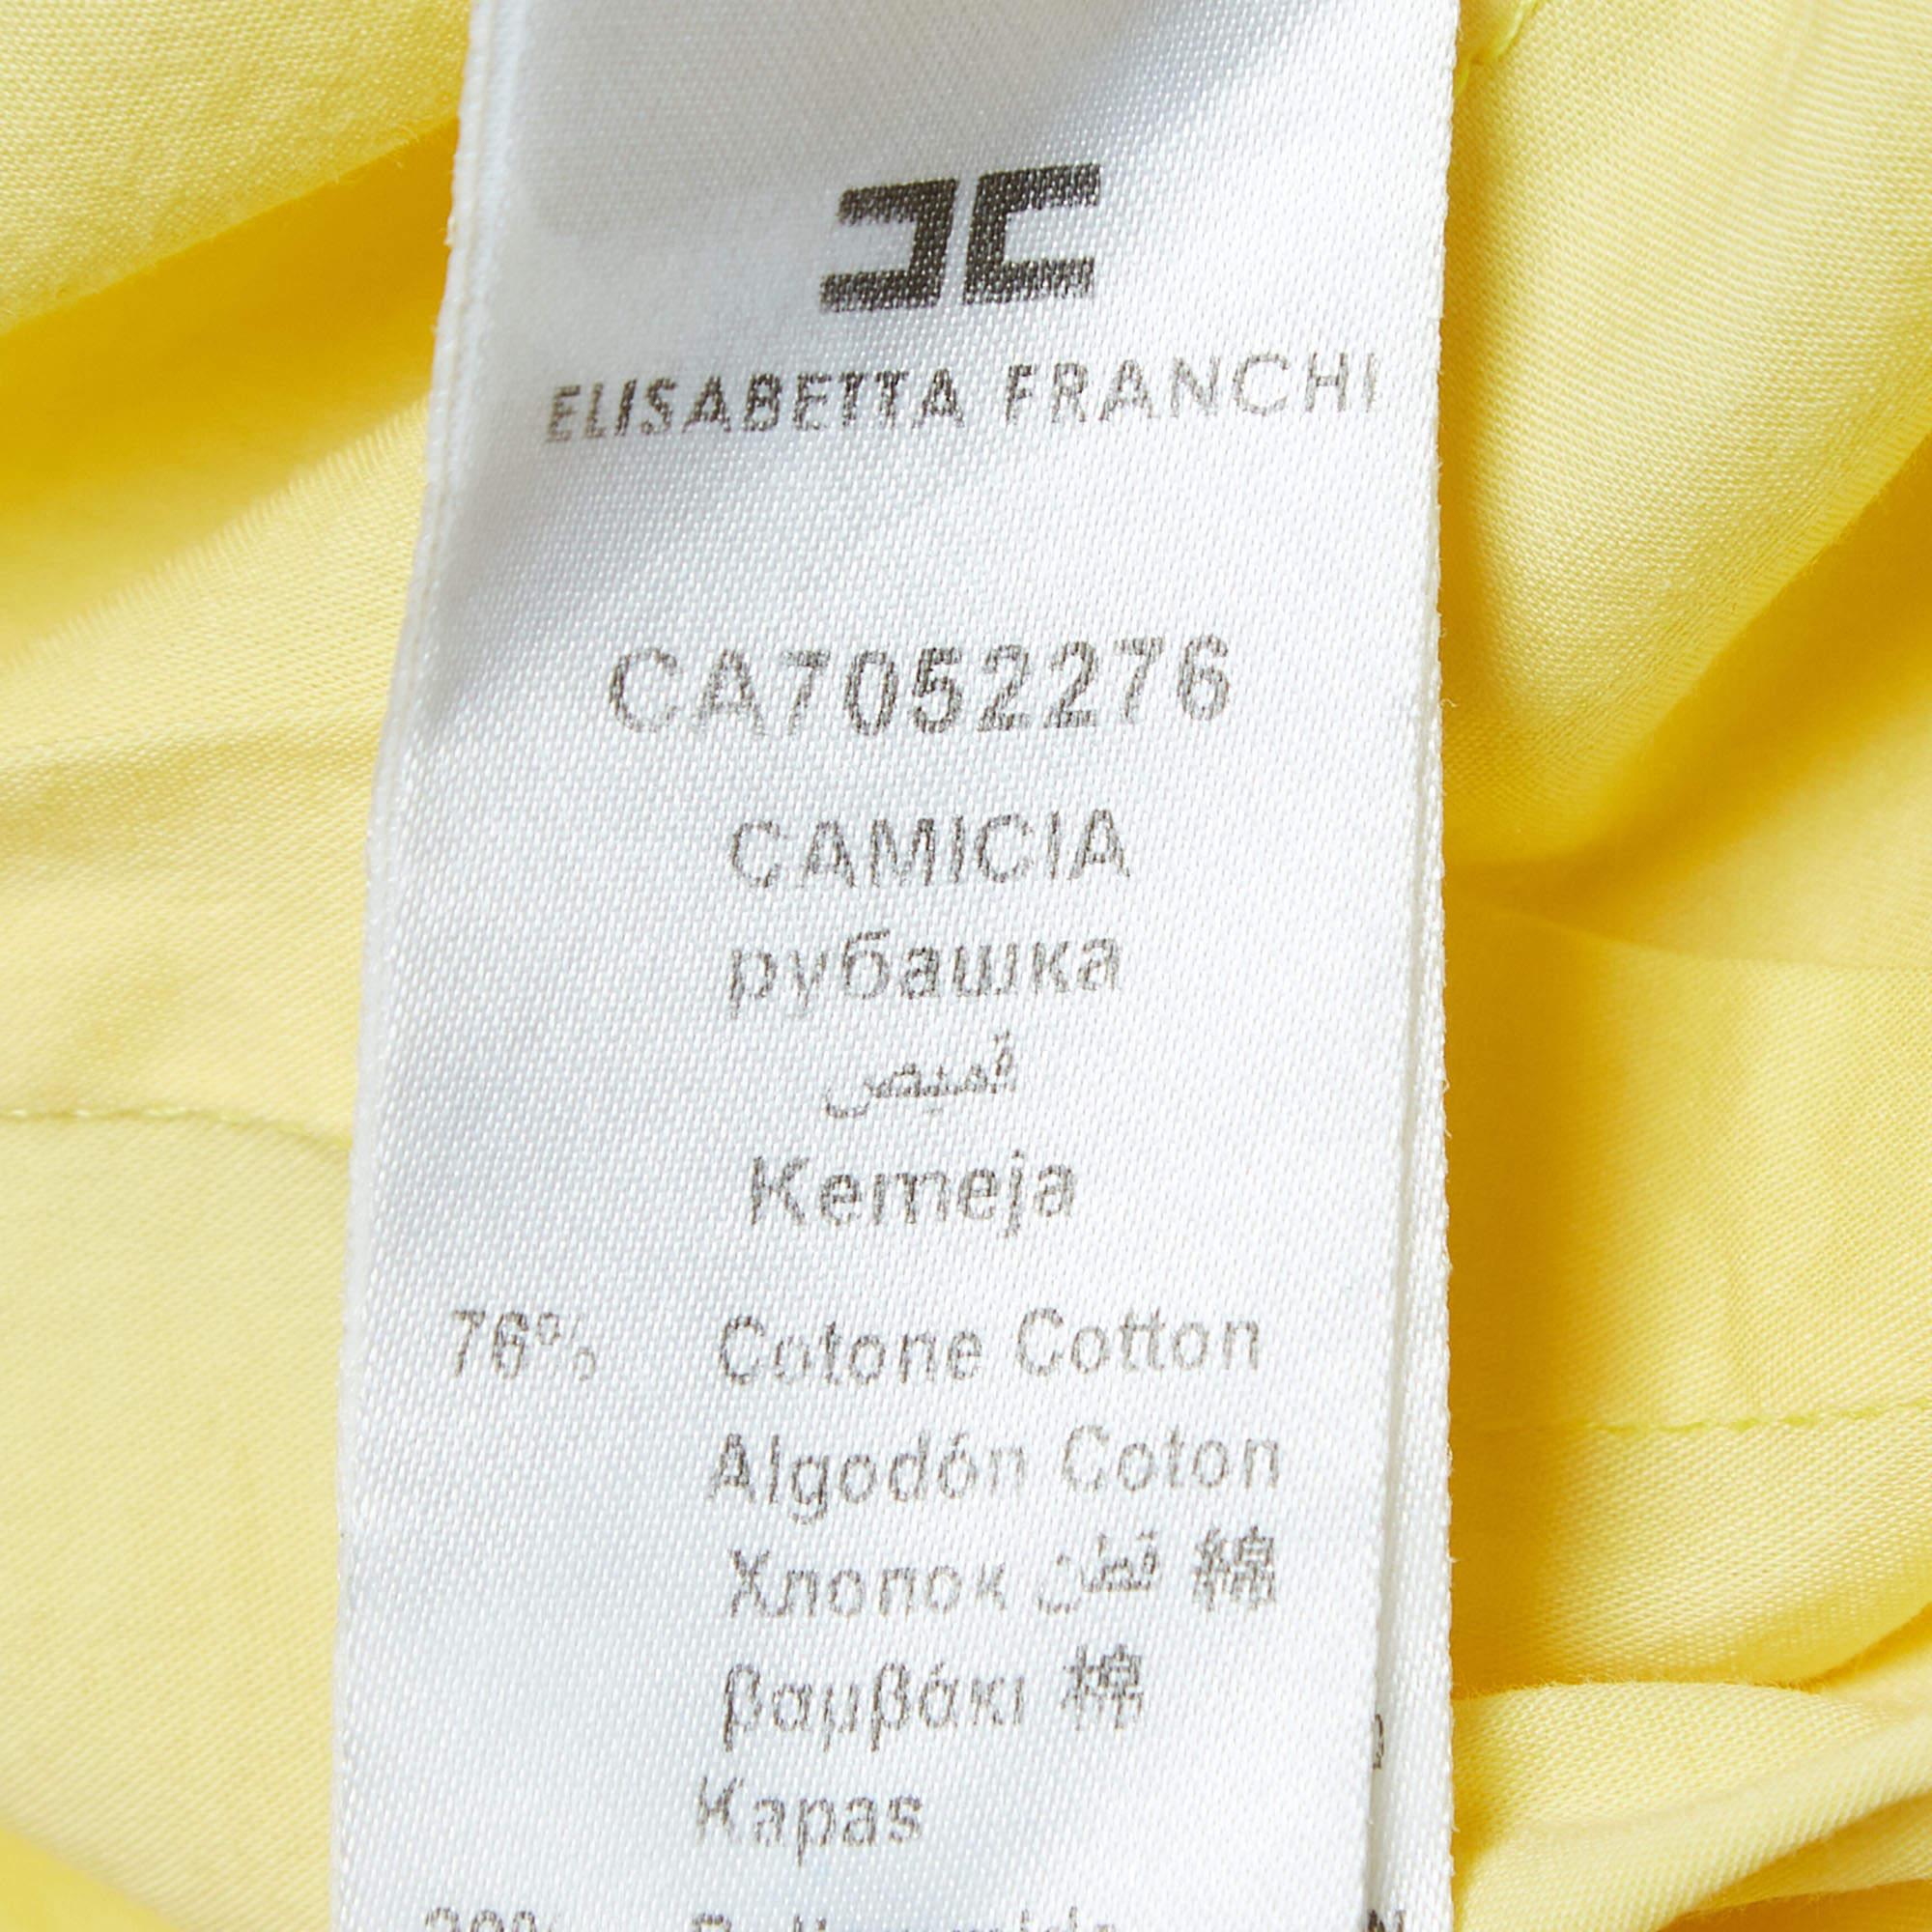 ELISABETTA FRANCHI
CA7052276
CAMICIA
рубашка
قميص
Kemeja
76% Cotone Cotton
Algodón Coton
Хлопок قطن 綿
βαμβάκι 棉
Kapas